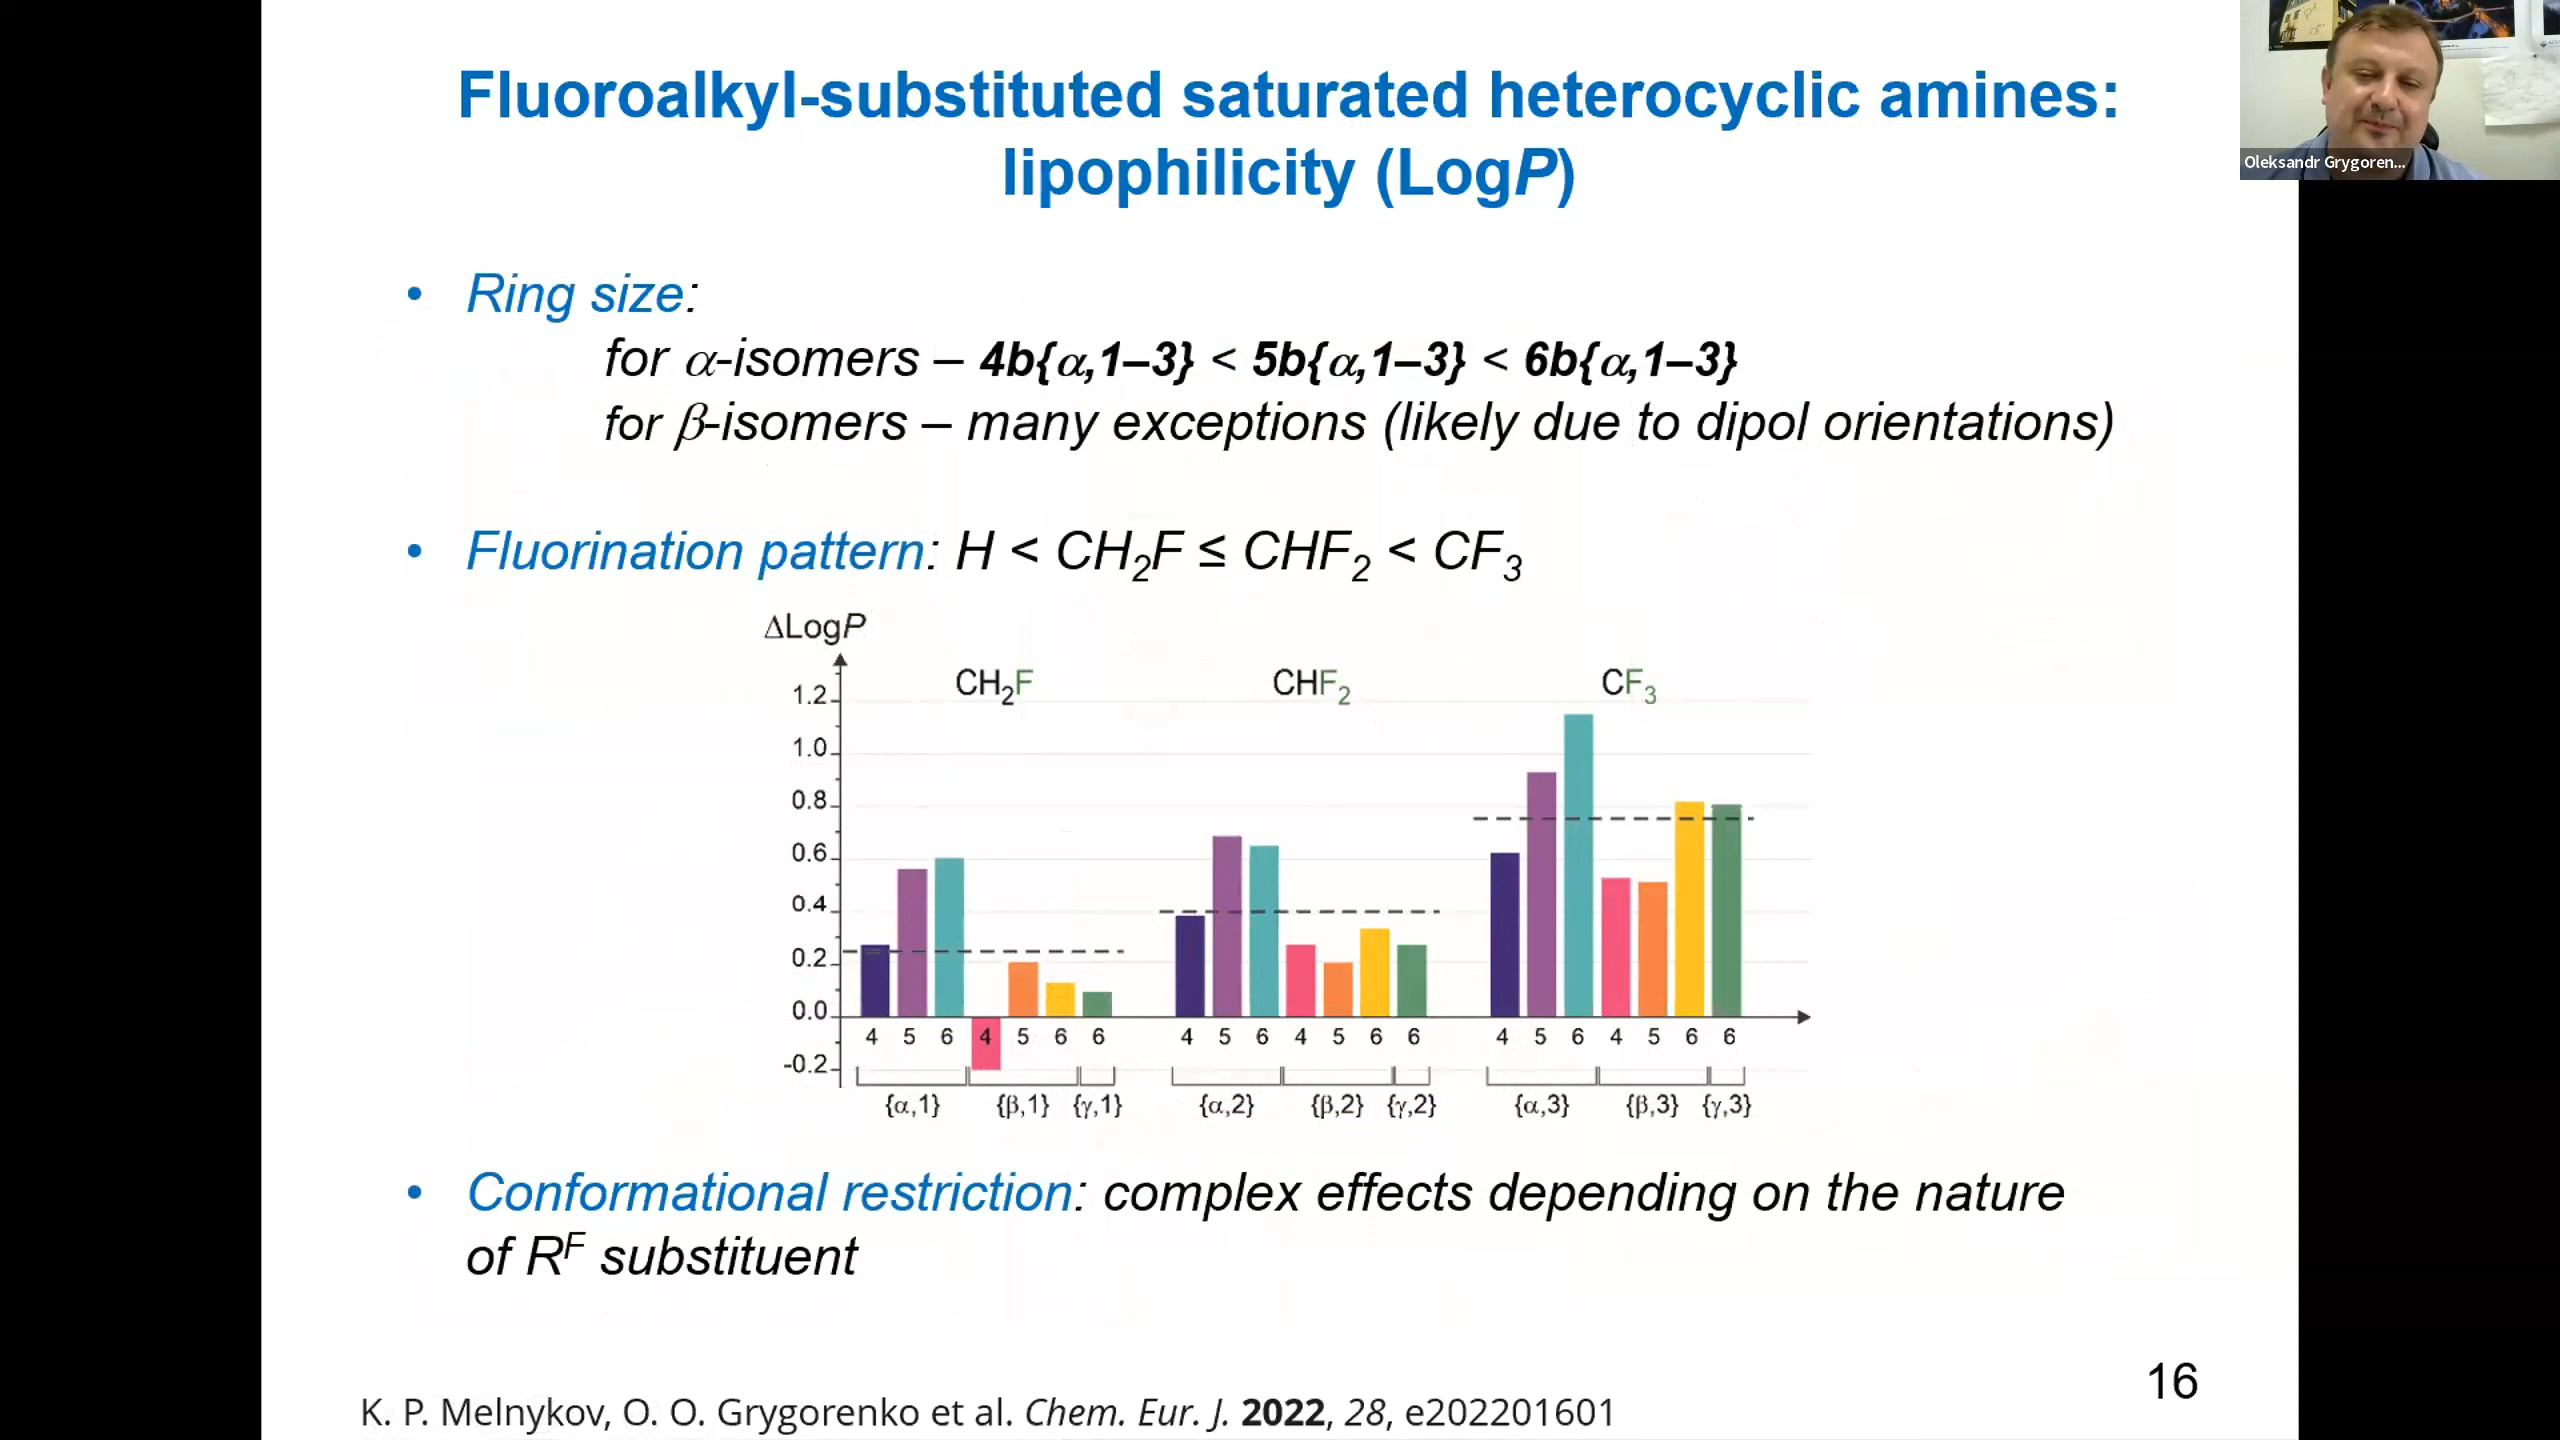 Fluoroalkyl-substituted saturated heterocyclic amines:
lipophilicity (LogP)
Oleksandr Grygoren...
• Ring size:
for α-isomers – 4b{α,1–3} < 5b{α,1–3} < 6b{α,1–3}
for β-isomers – many exceptions (likely due to dipol orientations)
• Fluorination pattern: H < CH₂F ≤ CHF₂ < CF₃
ΔLogP
CH₂F CHF₂ CF₃
1.2
1.0
0.8
0.6
0.4
0.2
0.0
-0.2
4 5 6 4 5 6 6 4 5 6 4 5 6 6 4 5 6 4 5 6 6
{α,1} {β,1} {γ,1} {α,2} {β,2} {γ,2} {α,3} {β,3} {γ,3}
• Conformational restriction: complex effects depending on the nature
of Rᶠ substituent
16
K. P. Melnykov, O. O. Grygorenko et al. Chem. Eur. J. 2022, 28, e202201601